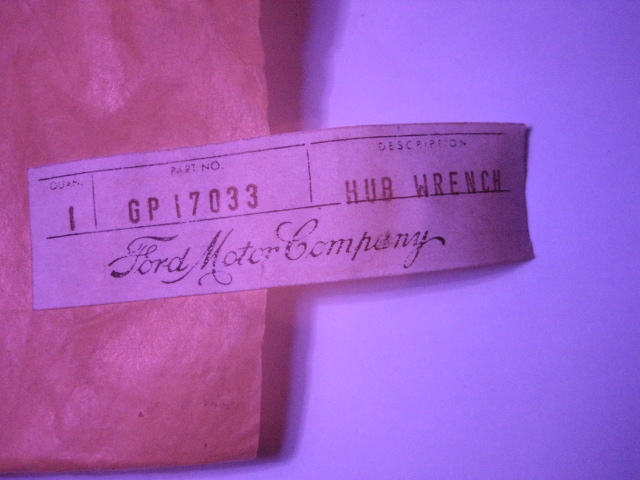 QUAN. PART NO. DESCRIPTION
1 GP 17033 HUB WRENCH
Ford Motor Company